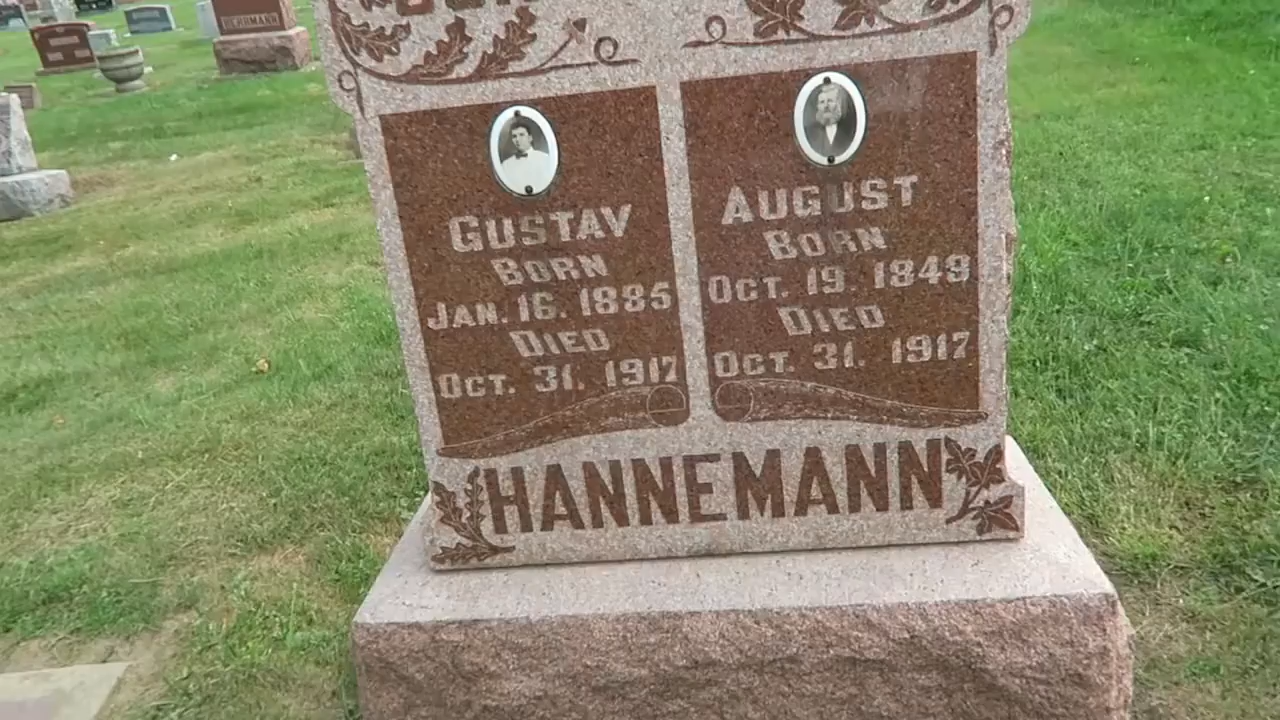 HERRMANN
GUSTAV
BORN
JAN. 16. 1885
DIED
OCT. 31. 1917
AUGUST
BORN
OCT. 19. 1849
DIED
OCT. 31. 1917
HANNEMANN